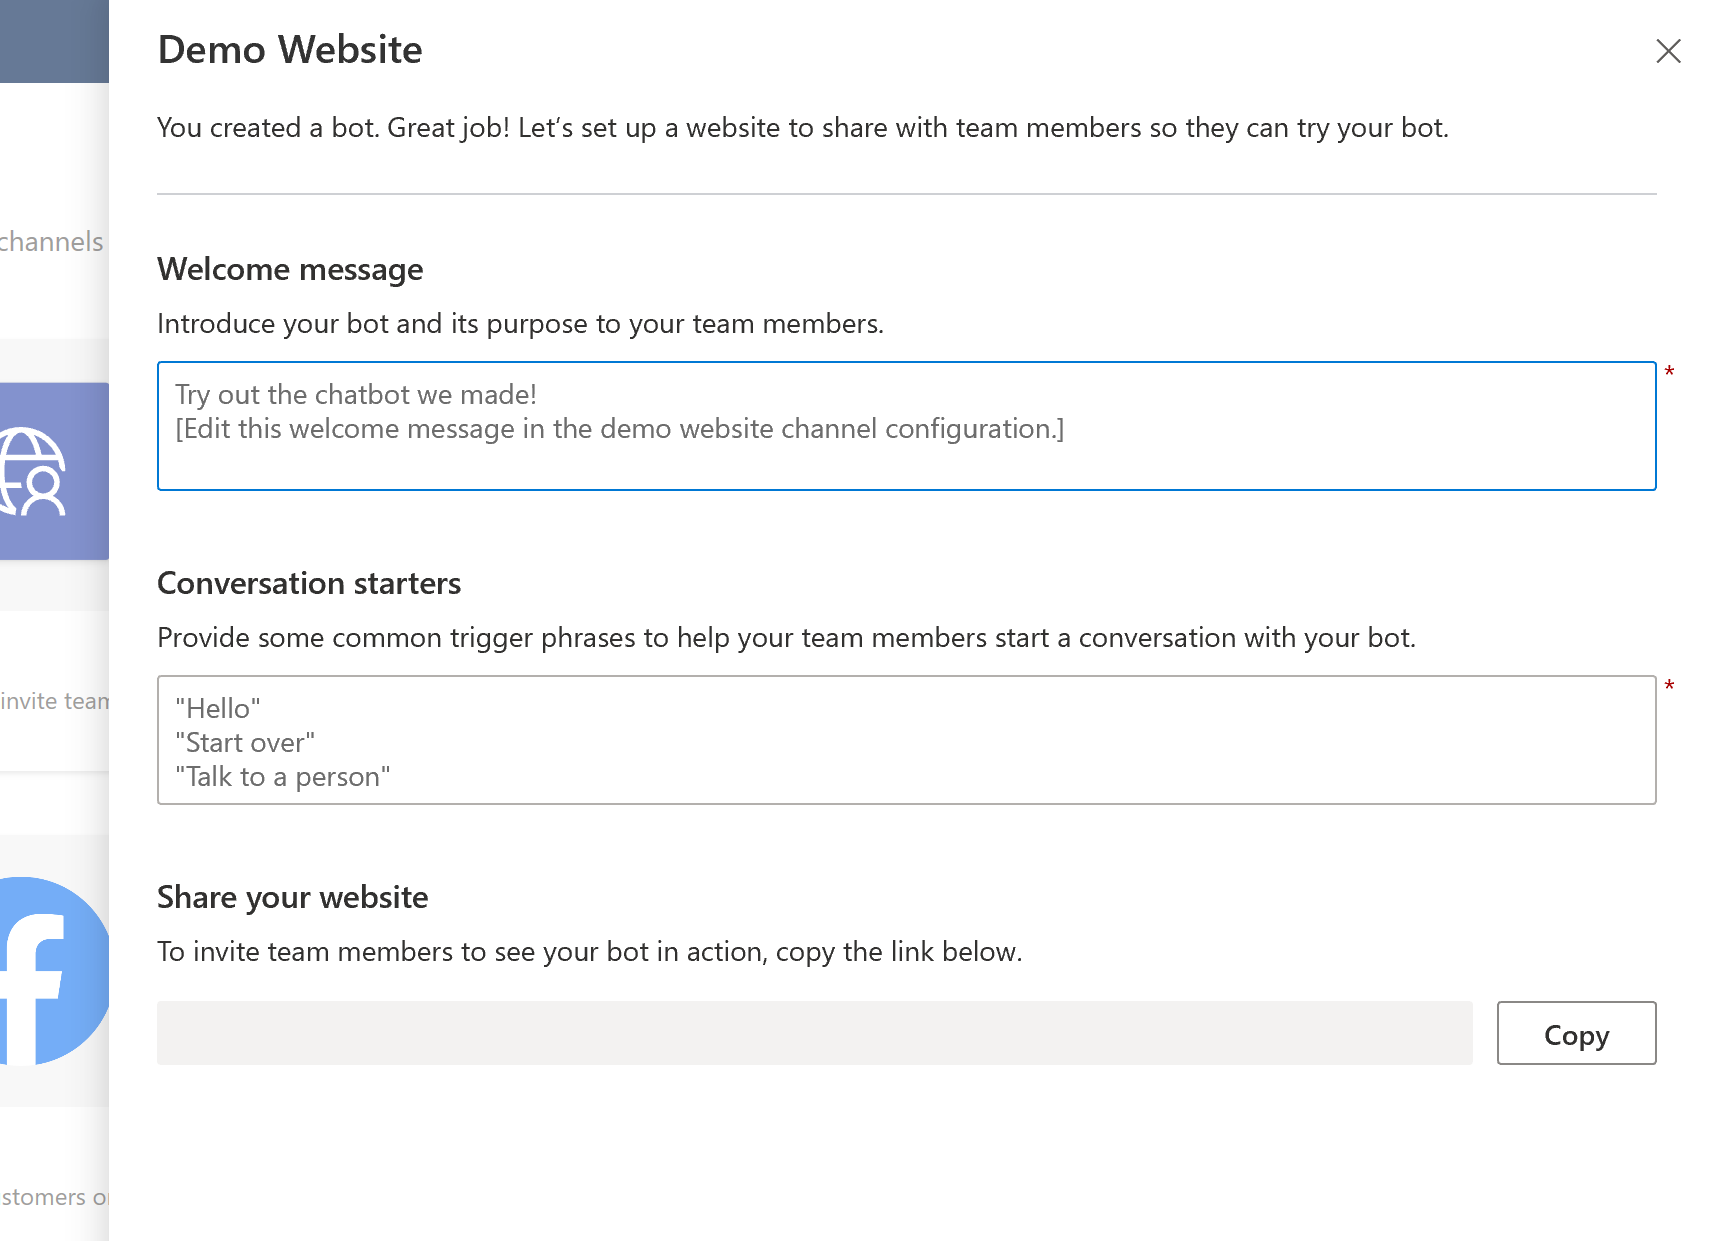 Demo Website
You created a bot. Great job! Let’s set up a website to share with team members so they can try your bot.
channels
Welcome message
Introduce your bot and its purpose to your team members.
*
Try out the chatbot we made!
[Edit this welcome message in the demo website channel configuration.]
Conversation starters
Provide some common trigger phrases to help your team members start a conversation with your bot.
*
"Hello"
"Start over"
"Talk to a person"
invite team
Share your website
To invite team members to see your bot in action, copy the link below.
Copy
stomers o